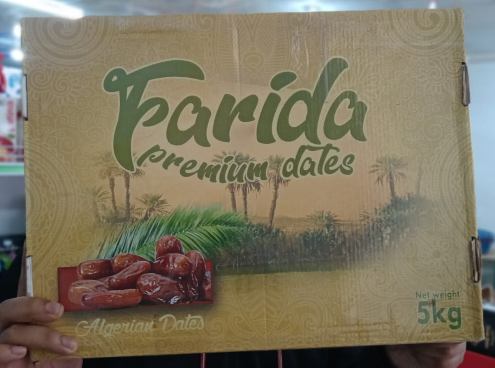 Farida
premium dates
Algerian Dates
Net weight
5kg